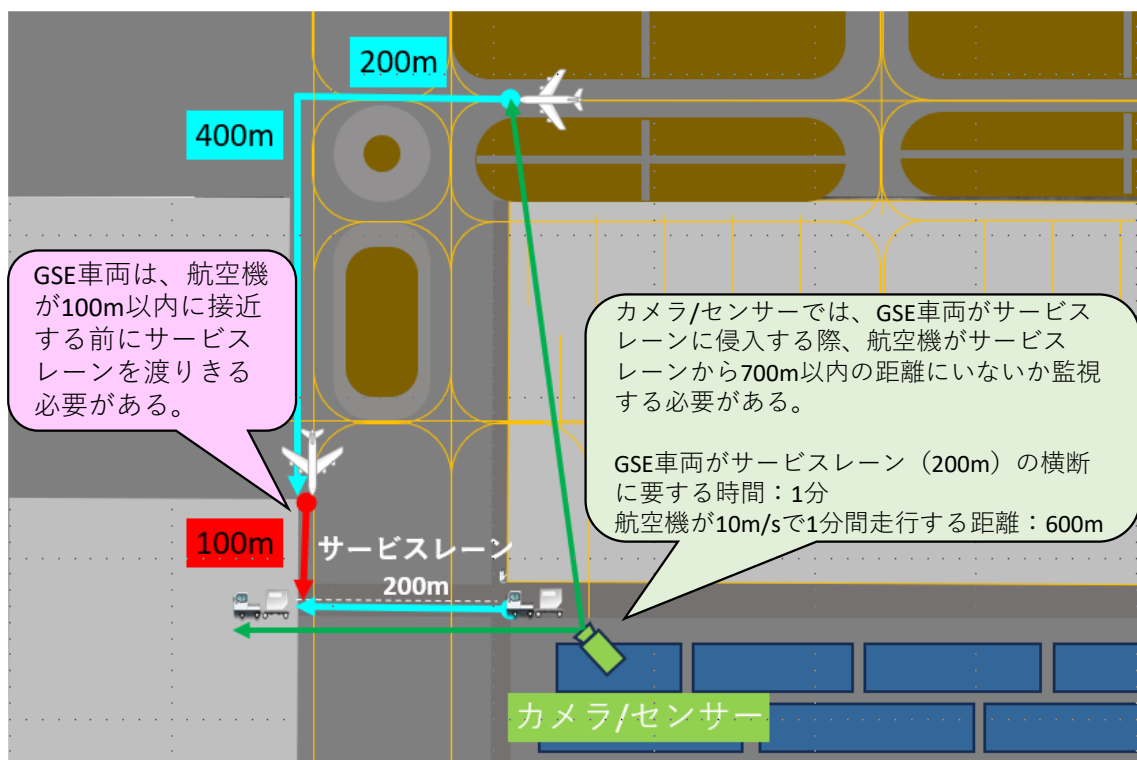 200m
400m
GSE車両は、航空機
が100m以内に接近
する前にサービス
レーンを渡りきる
必要がある。
カメラ/センサーでは、GSE車両がサービス
レーンに侵入する際、航空機がサービス
レーンから700m以内の距離にいないか監視
する必要がある。
GSE車両がサービスレーン（200m）の横断
に要する時間：1分
航空機が10m/sで1分間走行する距離：600m
100m
サービスレーン
200m
カメラ/センサー